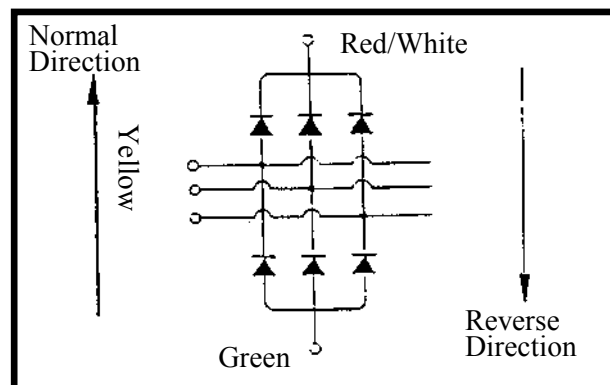 Normal
Direction
Red/White
Yellow
Green
Reverse
Direction